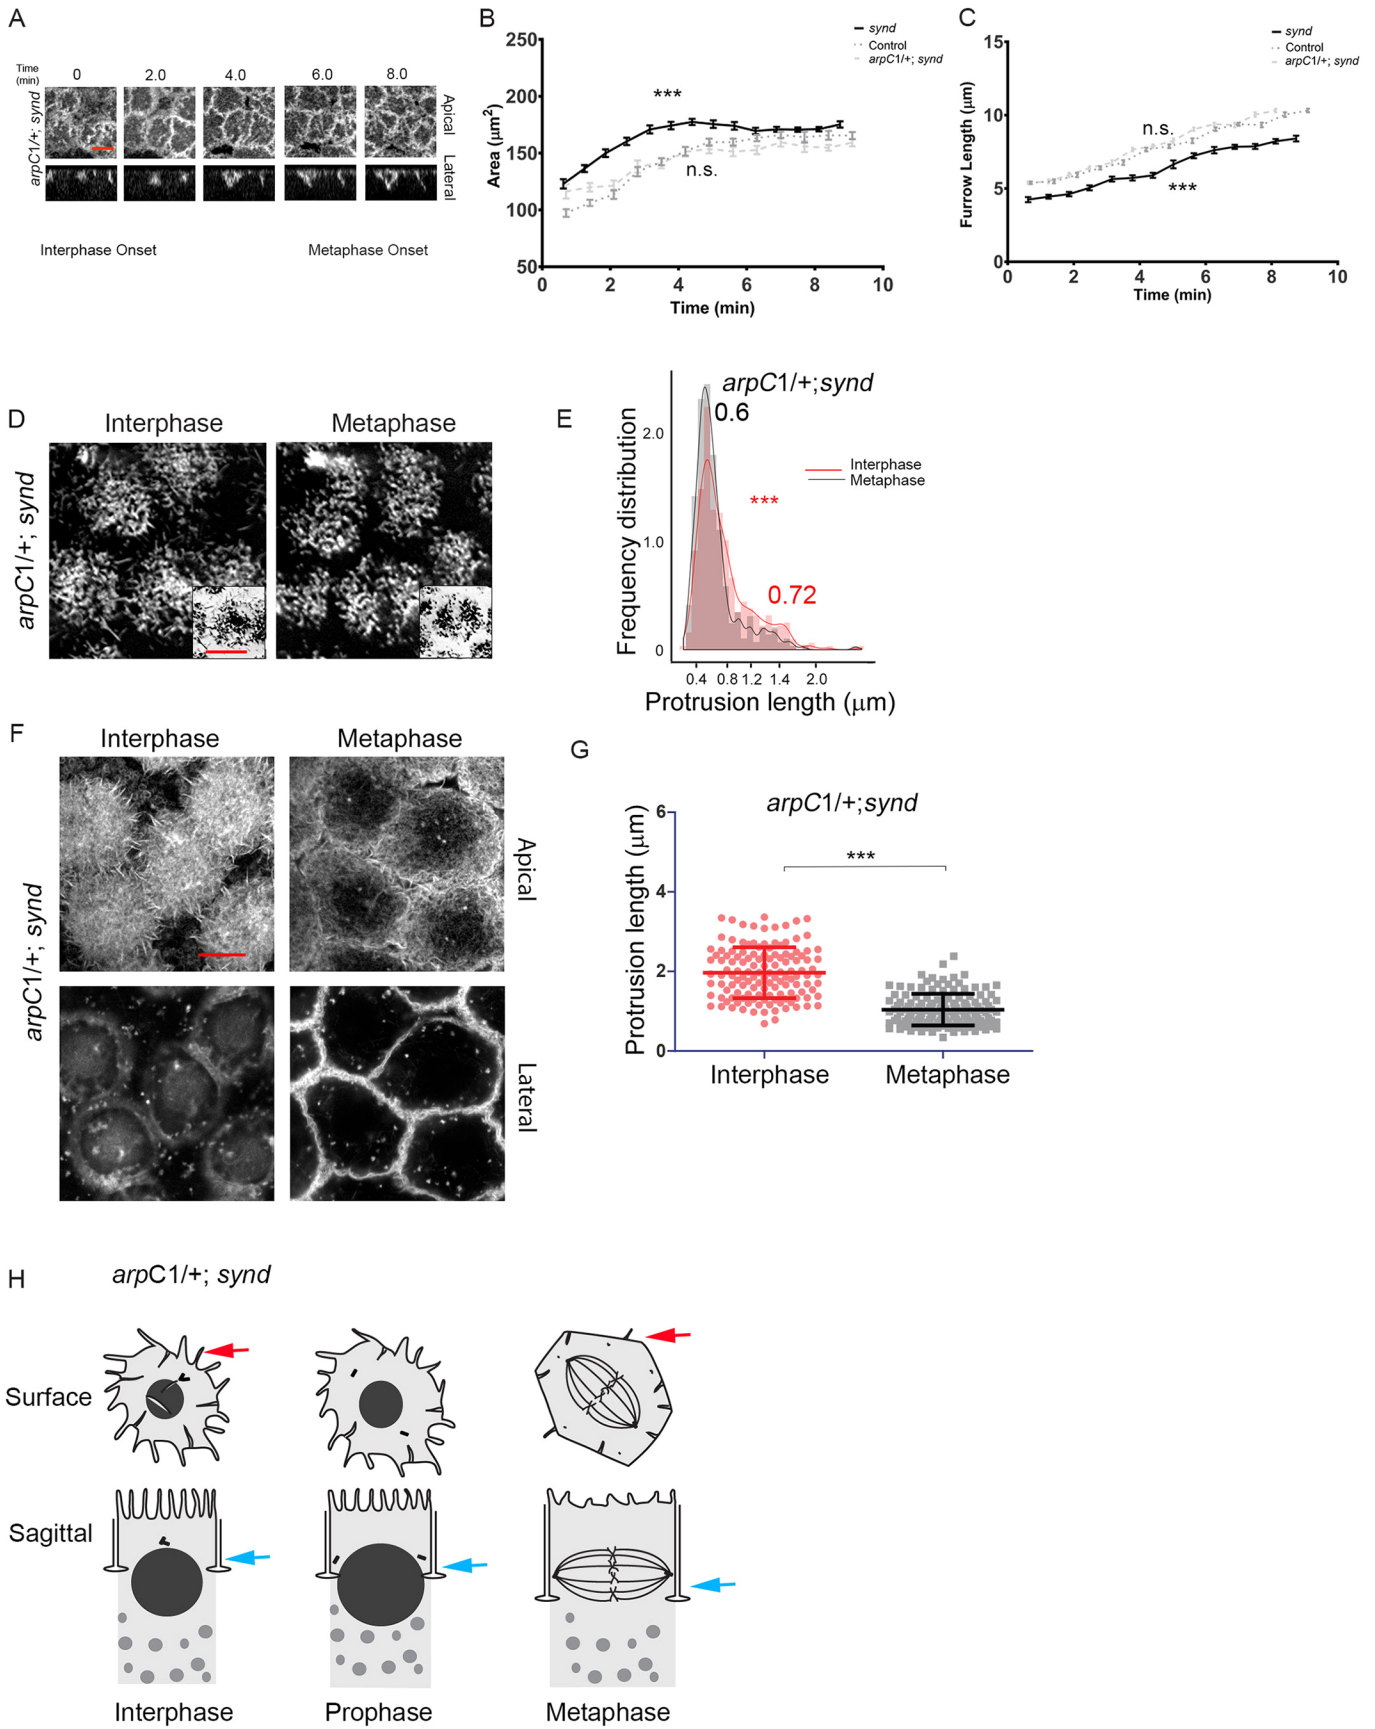 A
Time
(min)
0
2.0
4.0
6.0
8.0
arpC1/+; synd
Apical
Lateral
Interphase Onset
Metaphase Onset
B
synd
Control
arpC1/+; synd
250
200
150
100
50
Area (μm2)
***
n.s.
0
2
4
6
8
10
Time (min)
C
synd
Control
arpC1/+; synd
15
10
5
0
Furrow Length (μm)
n.s.
***
0
2
4
6
8
10
Time (min)
D
Interphase
Metaphase
arpC1/+; synd
E
arpC1/+;synd
0.6
2.0
1.0
0
Frequency distribution
Interphase
Metaphase
***
0.72
0.4
0.8
1.2
1.4
2.0
Protrusion length (μm)
F
Interphase
Metaphase
arpC1/+; synd
Apical
Lateral
G
arpC1/+;synd
6
4
2
0
Protrusion length (μm)
***
Interphase
Metaphase
H
arpC1/+; synd
Surface
Sagittal
Interphase
Prophase
Metaphase